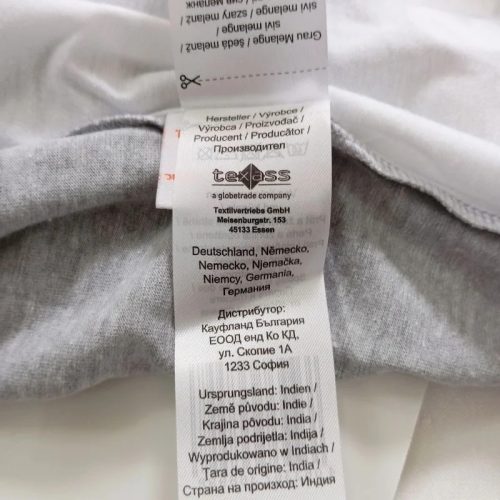 Grau Melange / šedá melanž /
sivi melanž / szary melanż /
Hersteller / Výrobce /
Výrobca / Proizvođač /
Producent / Producător /
Производител
texass
a globetrade company
Textilvertriebs GmbH
Meisenburgstr. 153
45133 Essen
Deutschland, Německo,
Nemecko, Njemačka,
Niemcy, Germania,
Германия
Дистрибутор:
Кауфланд България
ЕООД енд Ко КД,
ул. Скопие 1А
1233 София
Ursprungsland: Indien /
Země původu: Indie /
Krajina pôvodu: India /
Zemlja podrijetla: Indija /
Wyprodukowano w Indiach /
Țara de origine: India /
Страна на произход: Индия